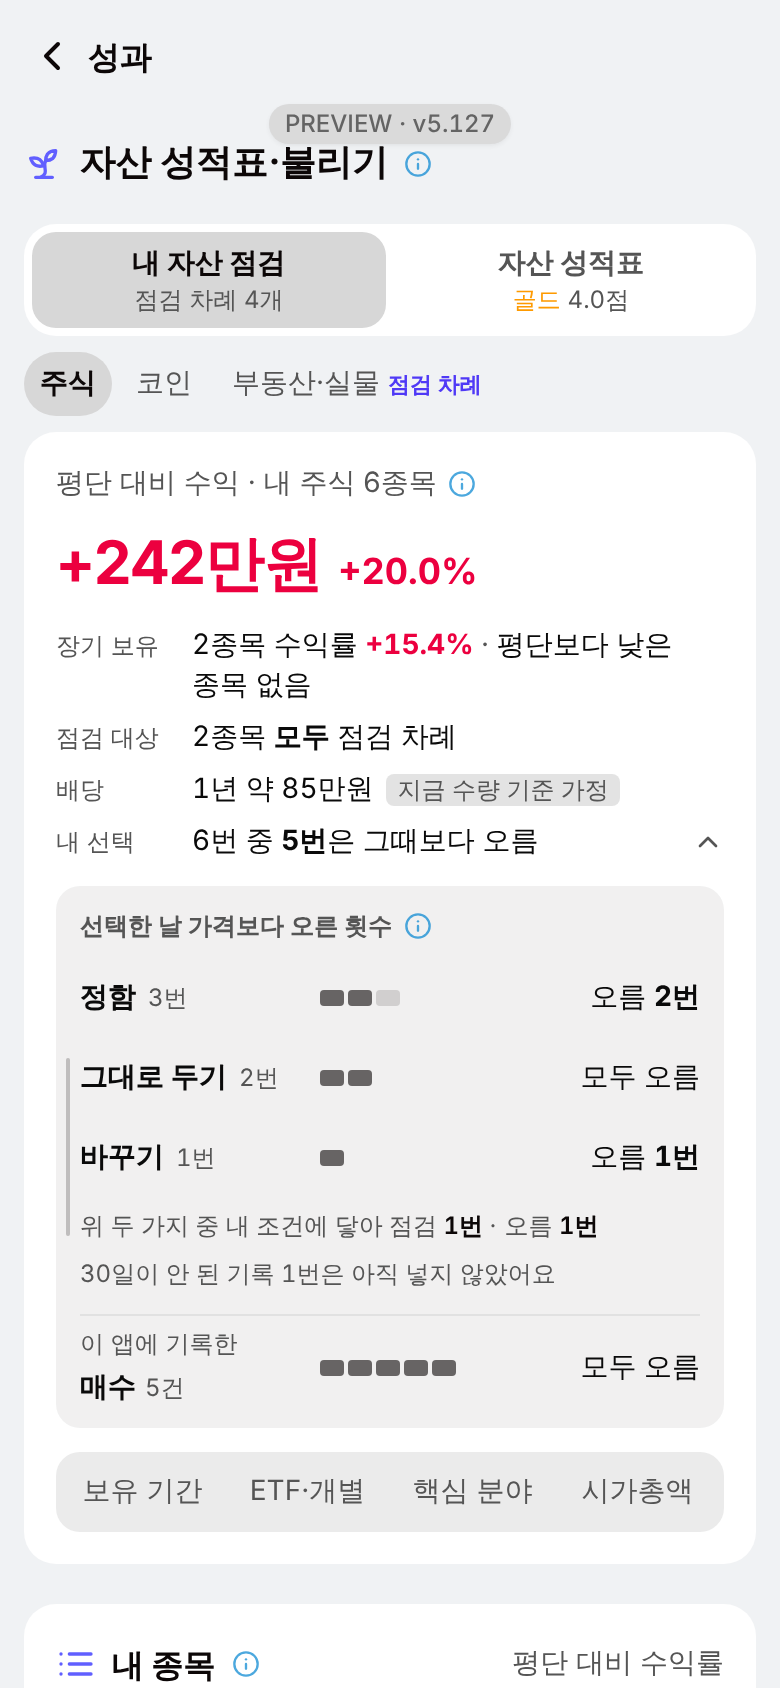 성과
PREVIEW · v5.127
자산 성적표·불리기
내 자산 점검
점검 차례 4개
자산 성적표
골드 4.0점
주식
코인
부동산·실물 점검 차례
평단 대비 수익 · 내 주식 6종목
+242만원 +20.0%
장기 보유 2종목 수익률 +15.4% · 평단보다 낮은
종목 없음
점검 대상 2종목 모두 점검 차례
배당 1년 약 85만원 지금 수량 기준 가정
내 선택 6번 중 5번은 그때보다 오름
선택한 날 가격보다 오른 횟수
정함 3번 오름 2번
그대로 두기 2번 모두 오름
바꾸기 1번 오름 1번
위 두 가지 중 내 조건에 닿아 점검 1번 · 오름 1번
30일이 안 된 기록 1번은 아직 넣지 않았어요
이 앱에 기록한
매수 5건 모두 오름
보유 기간 ETF·개별 핵심 분야 시가총액
내 종목 평단 대비 수익률